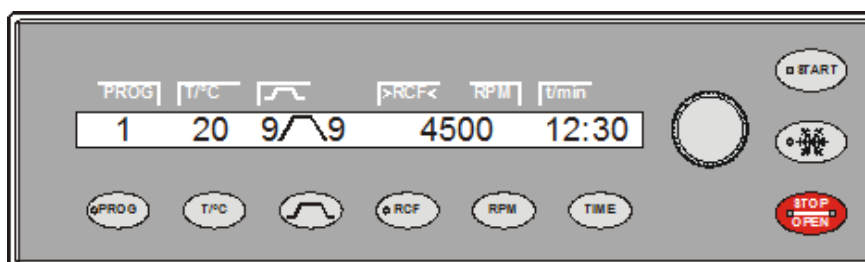 PROG T/°C >RCF< RPM t/min
1 20 9 9 4500 12:30
PROG T/°C RCF RPM TIME
START
STOP
OPEN